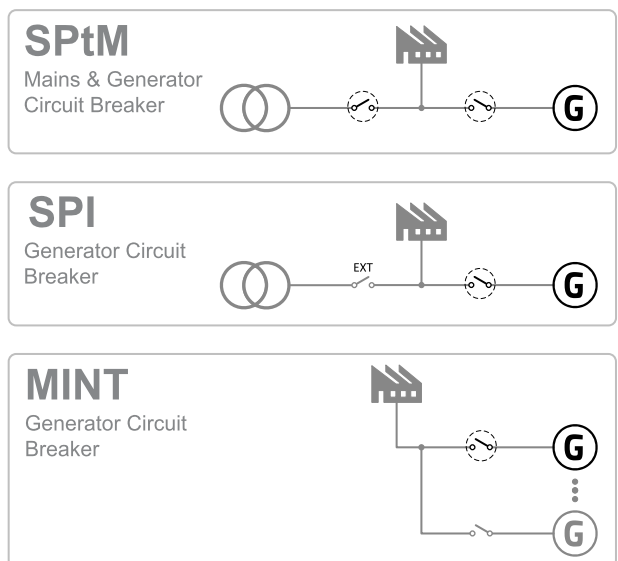 SPtM
Mains & Generator
Circuit Breaker
G
SPI
Generator Circuit
Breaker
EXT
G
MINT
Generator Circuit
Breaker
G
G